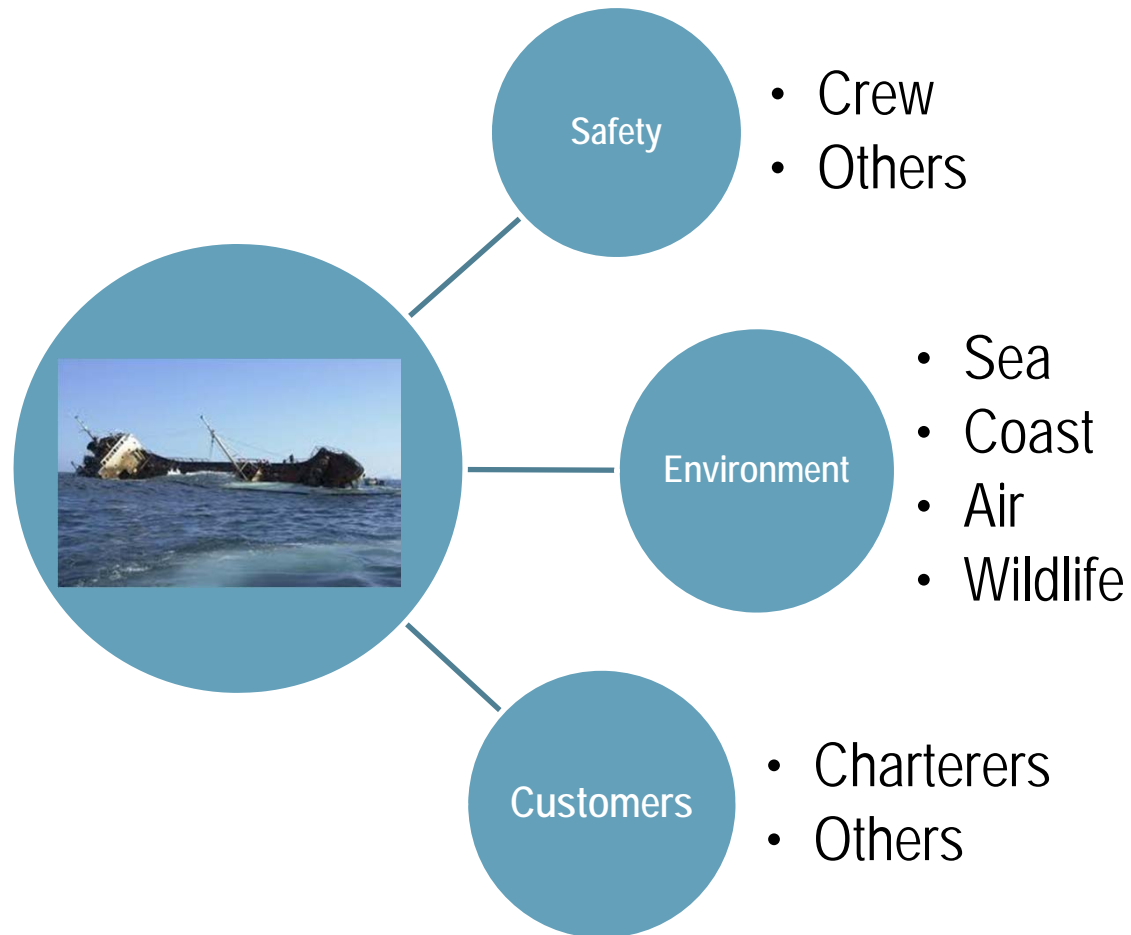 Safety
• Crew
• Others
Environment
• Sea
• Coast
• Air
• Wildlife
Customers
• Charterers
• Others